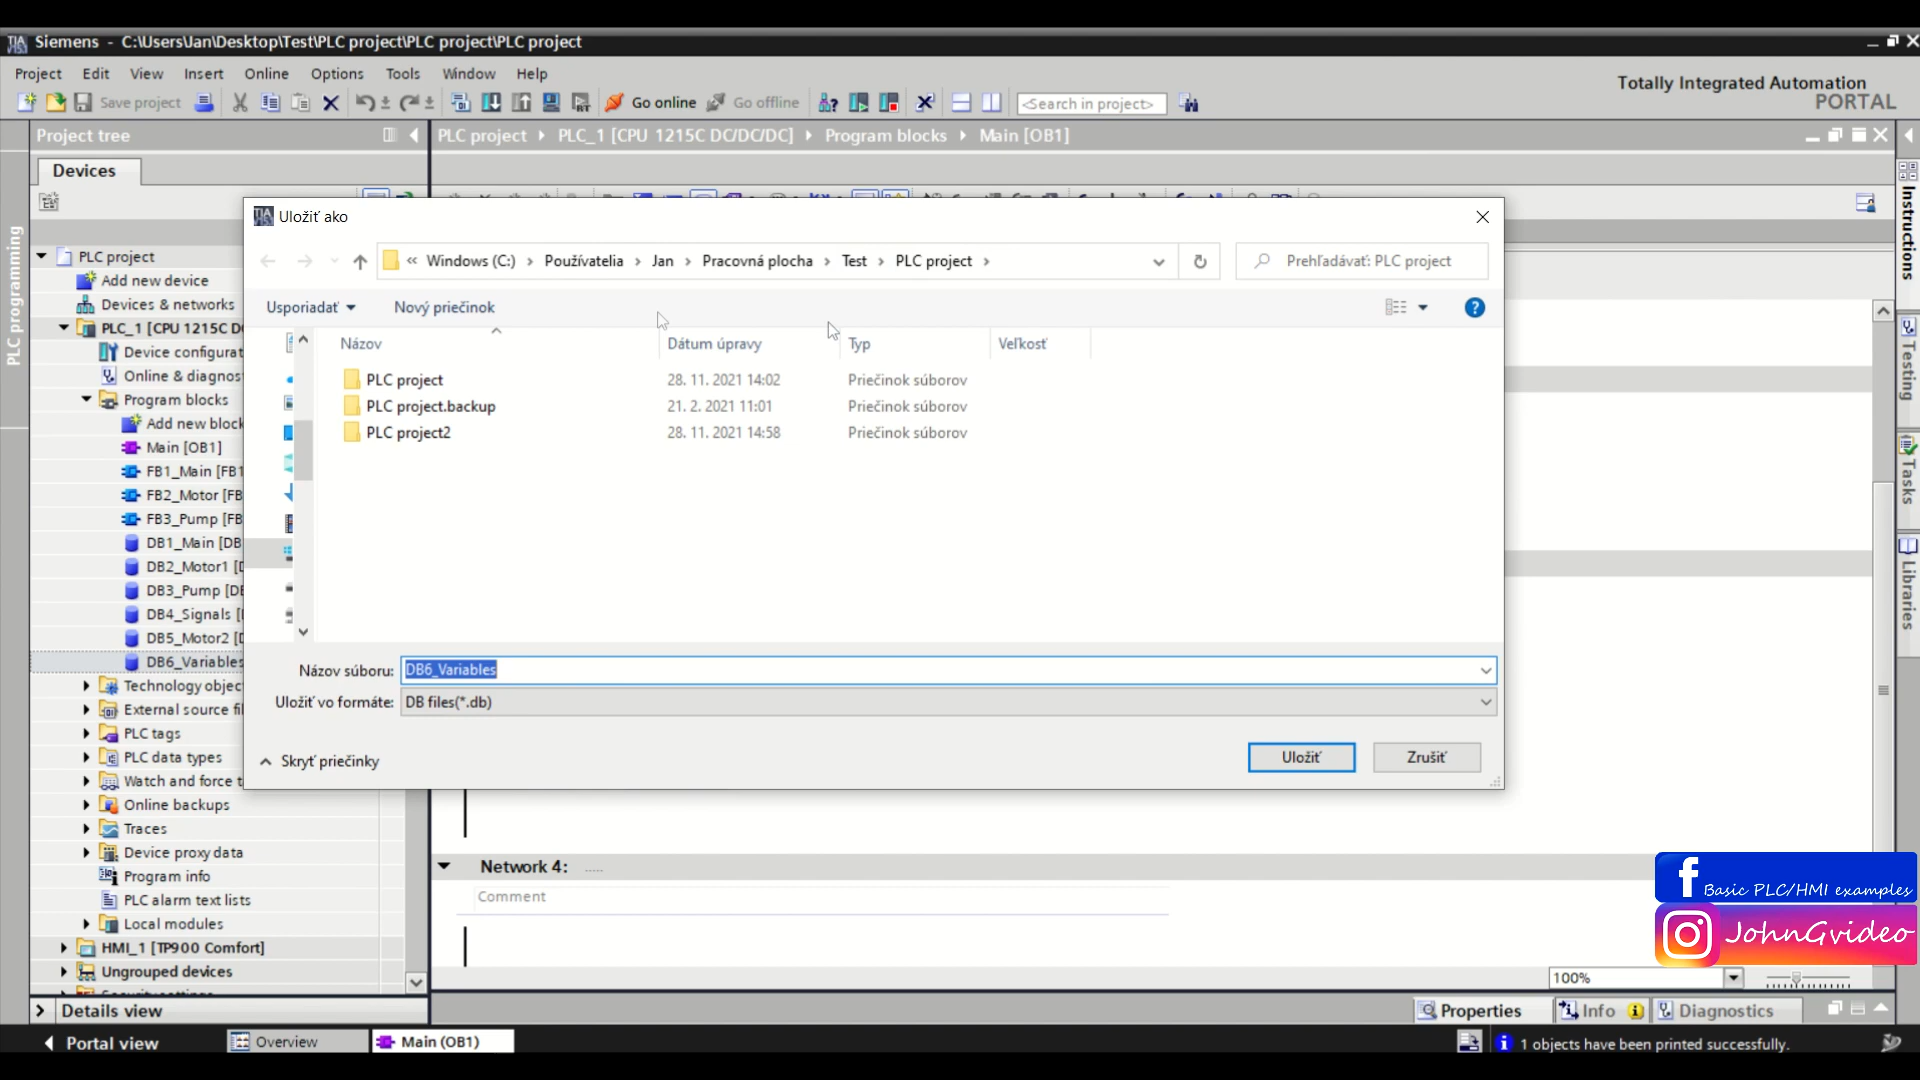 Siemens - C:\Users\Jan\Desktop\Test\PLC project\PLC project\PLC project
Project Edit View Insert Online Options Tools Window Help
Totally Integrated Automation
PORTAL
Save project Go online Go offline <Search in project>
Project tree
PLC project PLC_1 [CPU 1215C DC/DC/DC] Program blocks Main [OB1]
Devices
PLC programming
Instructions
Testing
Tasks
Libraries
PLC project
Add new device
Devices & networks
PLC_1 [CPU 1215C D
Device configurat
Online & diagnos
Program blocks
Add new block
Main [OB1]
FB1_Main [FB1
FB2_Motor [FB
FB3_Pump [FB
DB1_Main [DB
DB2_Motor1 [D
DB3_Pump [DB
DB4_Signals [D
DB5_Motor2 [D
DB6_Variables
Technology objec
External source fi
PLC tags
PLC data types
Watch and force t
Online backups
Traces
Device proxy data
Program info
PLC alarm text lists
Local modules
HMI_1 [TP900 Comfort]
Ungrouped devices
Details view
Uložiť ako
« Windows (C:) › Používatelia › Jan › Pracovná plocha › Test › PLC project ›
Prehľadávať: PLC project
Usporiadať Nový priečinok
Názov Dátum úpravy Typ Veľkosť
PLC project 28. 11. 2021 14:02 Priečinok súborov
PLC project.backup 21. 2. 2021 11:01 Priečinok súborov
PLC project2 28. 11. 2021 14:58 Priečinok súborov
Názov súboru: DB6_Variables
Uložiť vo formáte: DB files(*.db)
Skryť priečinky
Uložiť Zrušiť
Network 4: .....
Comment
Basic PLC/HMI examples
JohnGvideo
100%
Properties Info Diagnostics
Portal view Overview Main (OB1)
1 objects have been printed successfully.